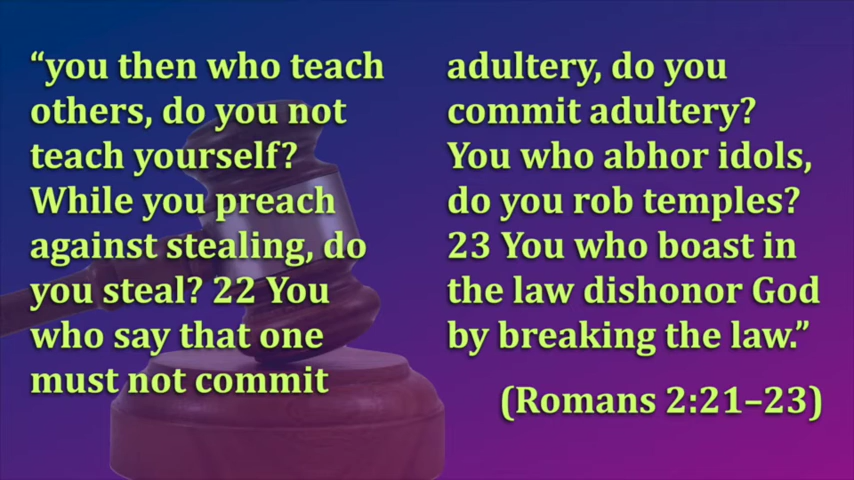 “you then who teach
others, do you not
teach yourself?
While you preach
against stealing, do
you steal? 22 You
who say that one
must not commit
adultery, do you
commit adultery?
You who abhor idols,
do you rob temples?
23 You who boast in
the law dishonor God
by breaking the law.”
(Romans 2:21–23)